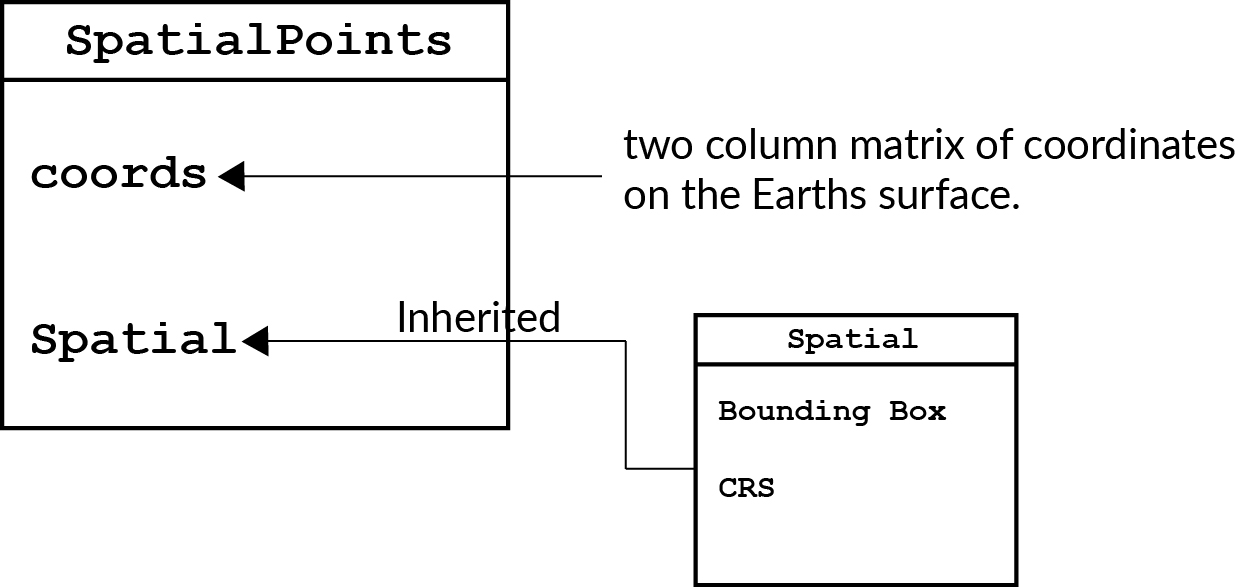 SpatialPoints
coords
two column matrix of coordinates
on the Earths surface.
Spatial
Inherited
Spatial
Bounding Box
CRS